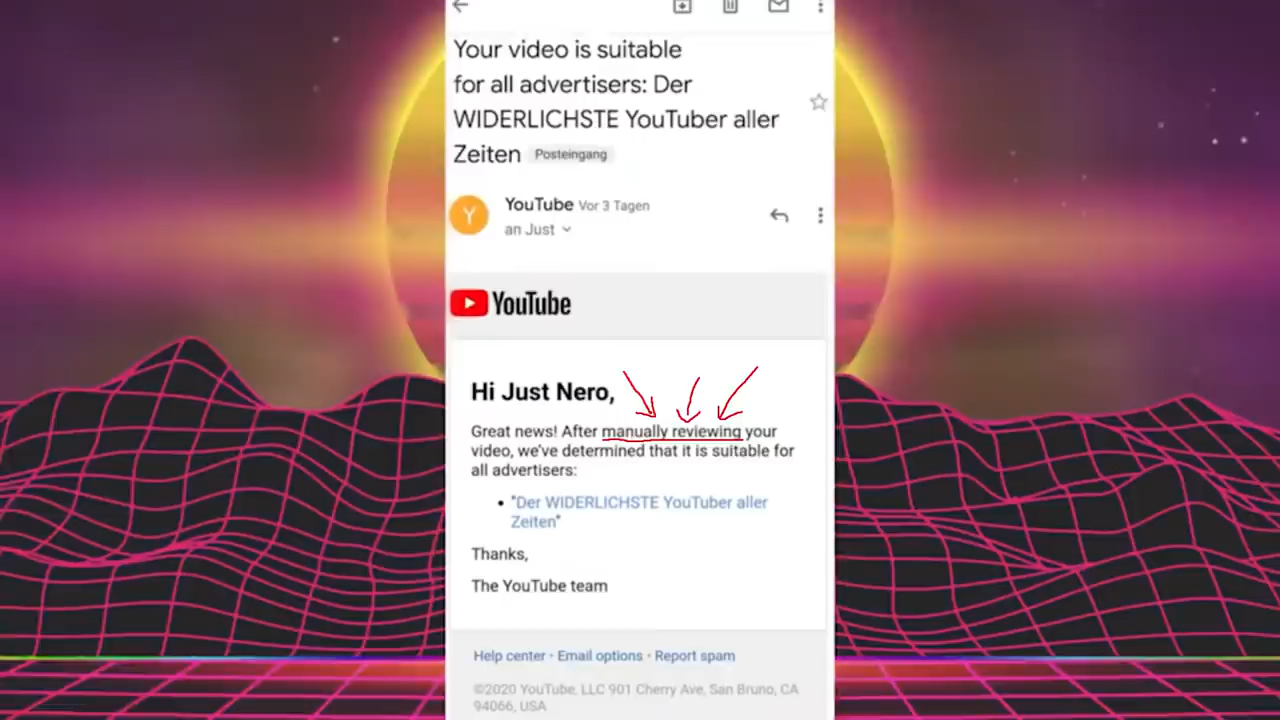 Your video is suitable
for all advertisers: Der
WIDERLICHSTE YouTuber aller
Zeiten Posteingang
Y
YouTube Vor 3 Tagen
an Just
YouTube
Hi Just Nero,
Great news! After manually reviewing your
video, we've determined that it is suitable for
all advertisers:
• "Der WIDERLICHSTE YouTuber aller
Zeiten"
Thanks,
The YouTube team
Help center • Email options • Report spam
©2020 YouTube, LLC 901 Cherry Ave, San Bruno, CA
94066, USA